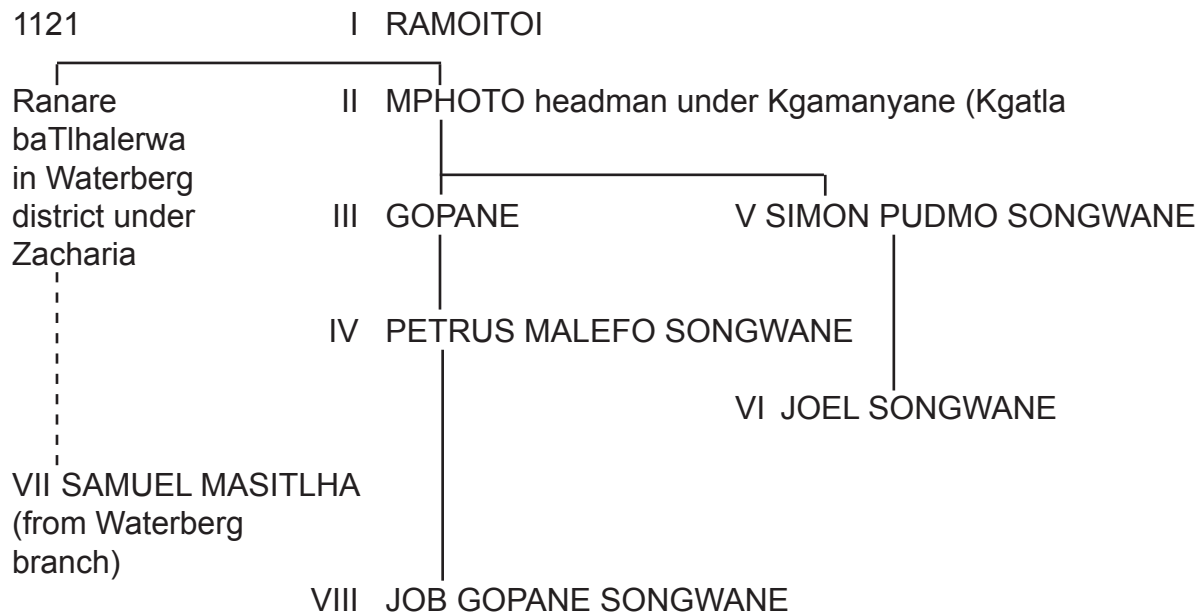 1121 I RAMOITOI
Ranare
baTlhalerwa
in Waterberg
district under
Zacharia
II MPHOTO headman under Kgamanyane (Kgatla
III GOPANE
V SIMON PUDMO SONGWANE
IV PETRUS MALEFO SONGWANE
VI JOEL SONGWANE
VII SAMUEL MASITLHA
(from Waterberg
branch)
VIII JOB GOPANE SONGWANE